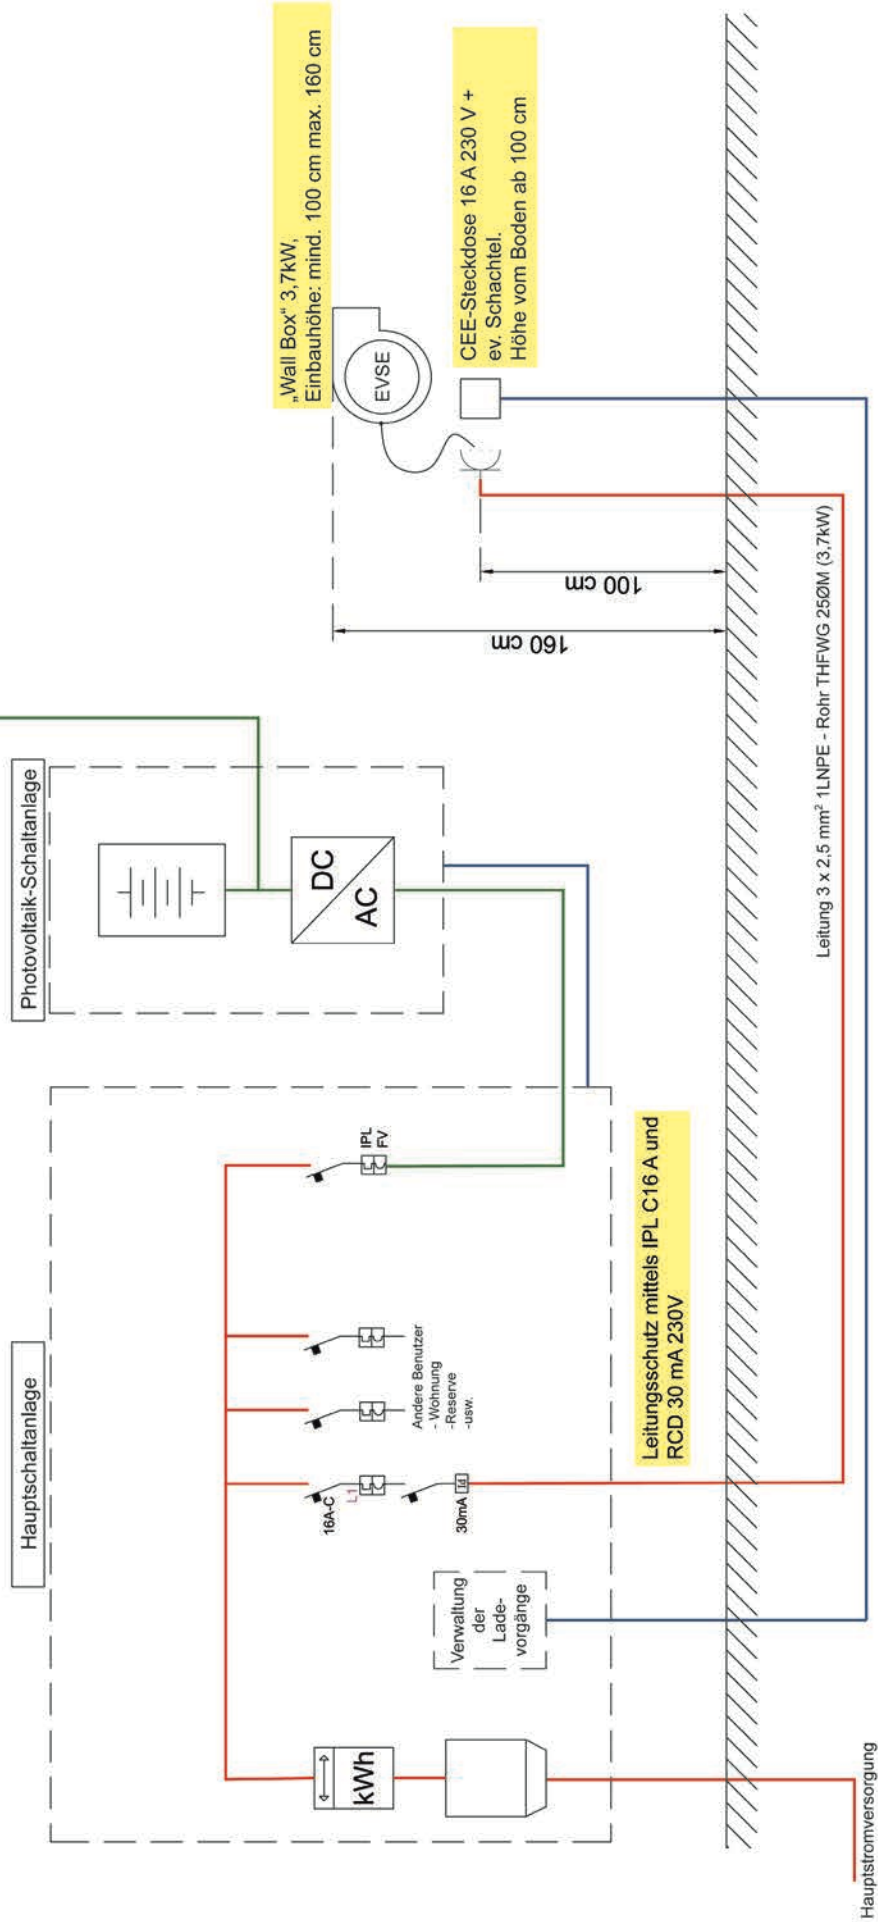 Hauptschaltanlage
Photovoltaik-Schaltanlage
kWh
Verwaltung
der
Lade-
vorgänge
16A-C
L1
30mA
Id
Andere Benutzer
- Wohnung
-Reserve
-usw.
IPL
FV
DC
AC
Leitungsschutz mittels IPL C16 A und
RCD 30 mA 230V
„Wall Box“ 3,7kW,
Einbauhöhe: mind. 100 cm max. 160 cm
EVSE
CEE-Steckdose 16 A 230 V +
ev. Schachtel.
Höhe vom Boden ab 100 cm
160 cm
100 cm
Leitung 3 x 2,5 mm² 1LNPE - Rohr THFWG 25ØM (3,7kW)
Hauptstromversorgung